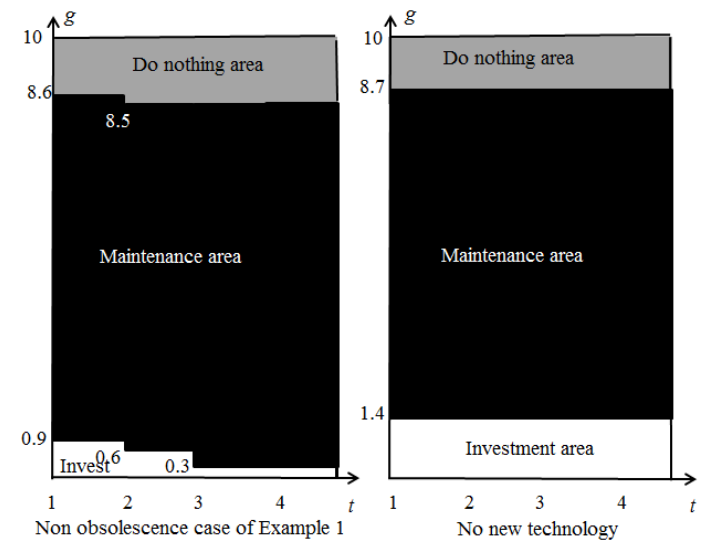 g
10
Do nothing area
8.6
8.5
Maintenance area
0.9
0.6
Invest
0.3
1 2 3 4 t
Non obsolescence case of Example 1
g
10
Do nothing area
8.7
Maintenance area
1.4
Investment area
1 2 3 4 t
No new technology